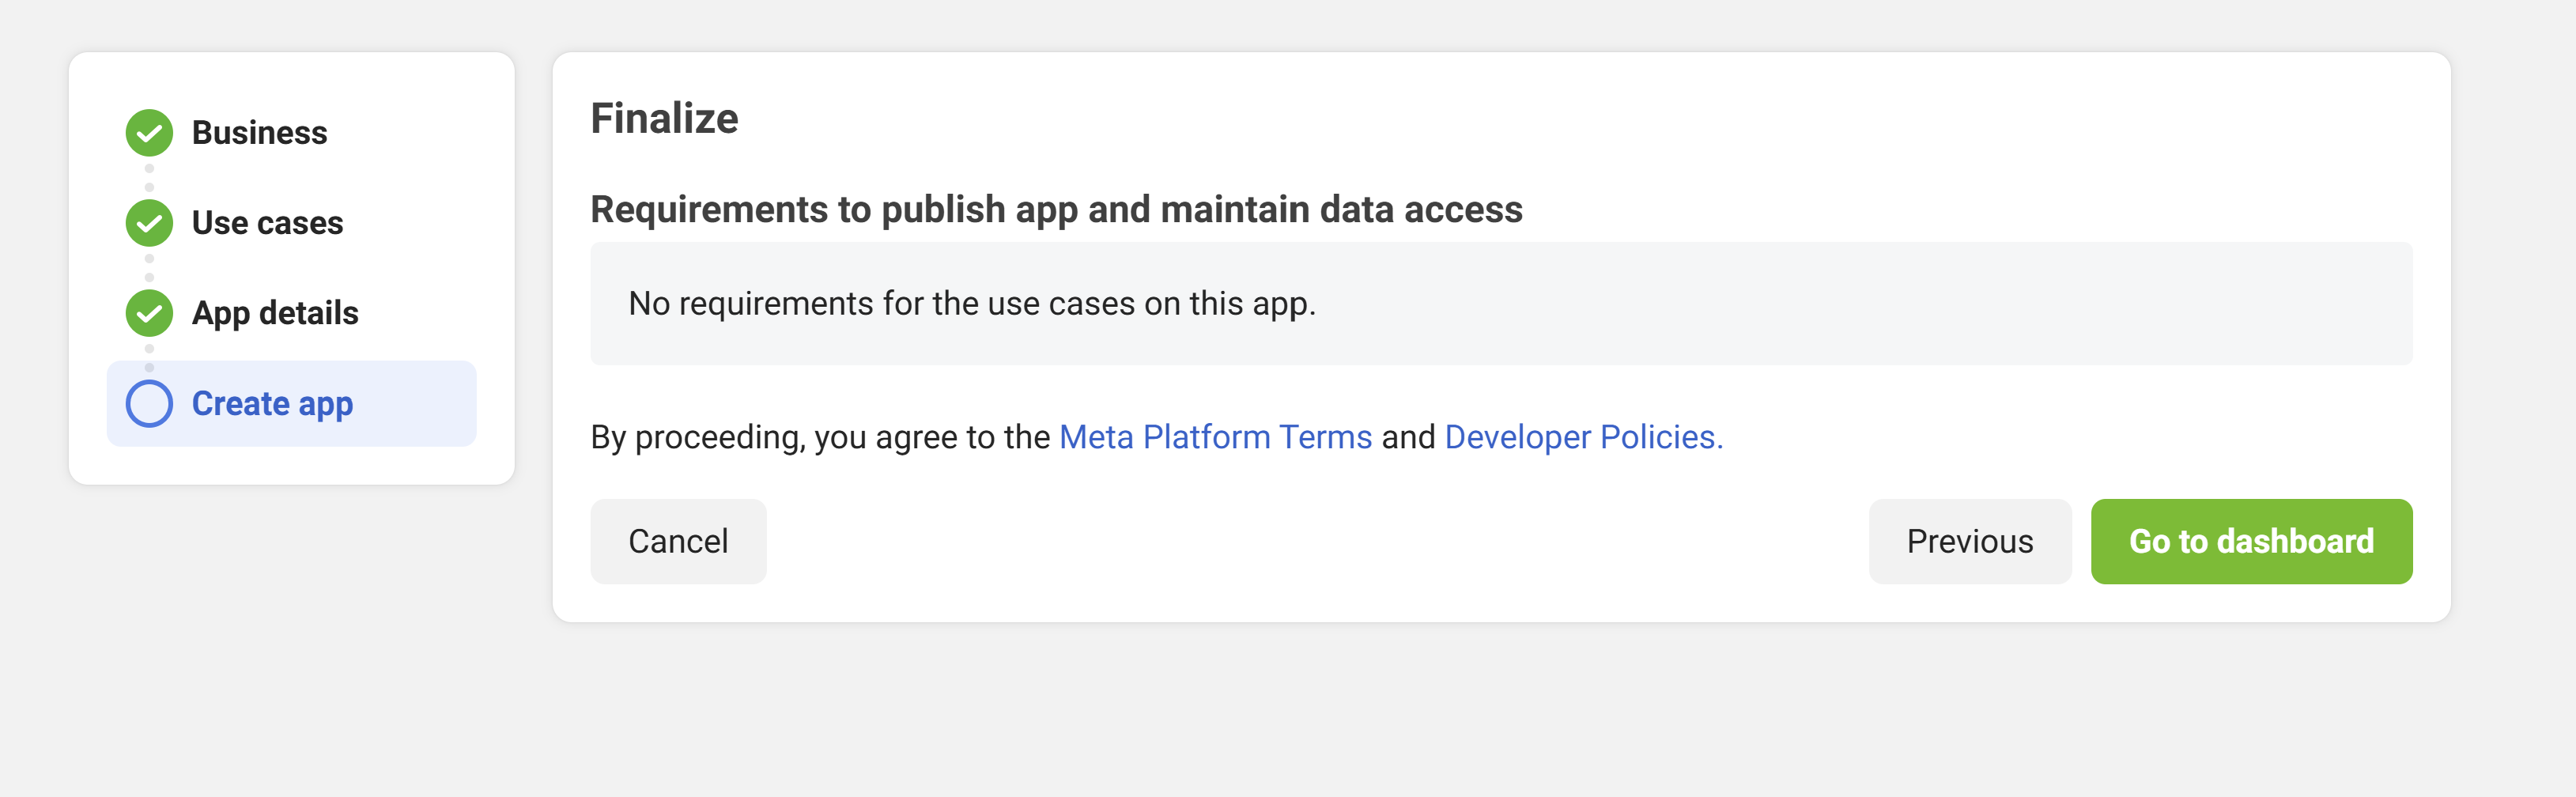 Business
Use cases
App details
Create app
Finalize
Requirements to publish app and maintain data access
No requirements for the use cases on this app.
By proceeding, you agree to the Meta Platform Terms and Developer Policies.
Cancel
Previous
Go to dashboard